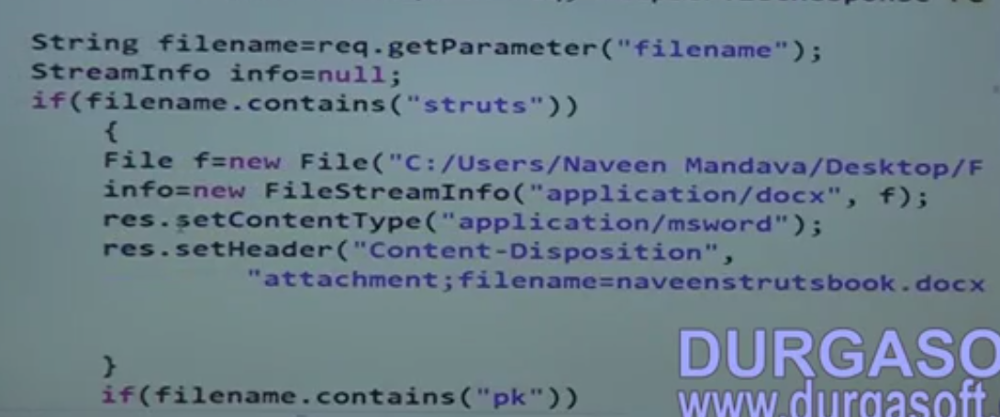 String filename=req.getParameter("filename");
StreamInfo info=null;
if(filename.contains("struts"))
{
File f=new File("C:/Users/Naveen Mandava/Desktop/F
info=new FileStreamInfo("application/docx", f);
res.setContentType("application/msword");
res.setHeader("Content-Disposition",
"attachment;filename=naveenstrutsbook.docx
}
if(filename.contains("pk"))
DURGASO
www.durgasoft.